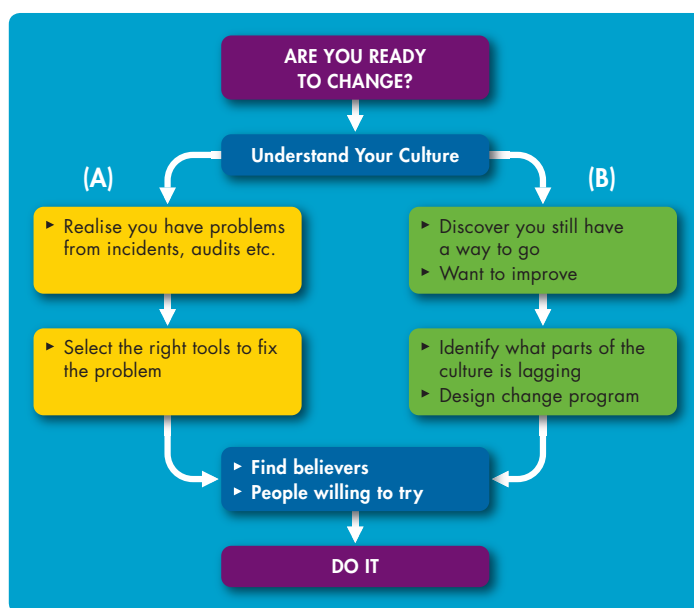 ARE YOU READY
TO CHANGE?
Understand Your Culture
(A)
(B)
▸ Realise you have problems
from incidents, audits etc.
▸ Discover you still have
a way to go
▸ Want to improve
▸ Select the right tools to fix
the problem
▸ Identify what parts of the
culture is lagging
▸ Design change program
▸ Find believers
▸ People willing to try
DO IT